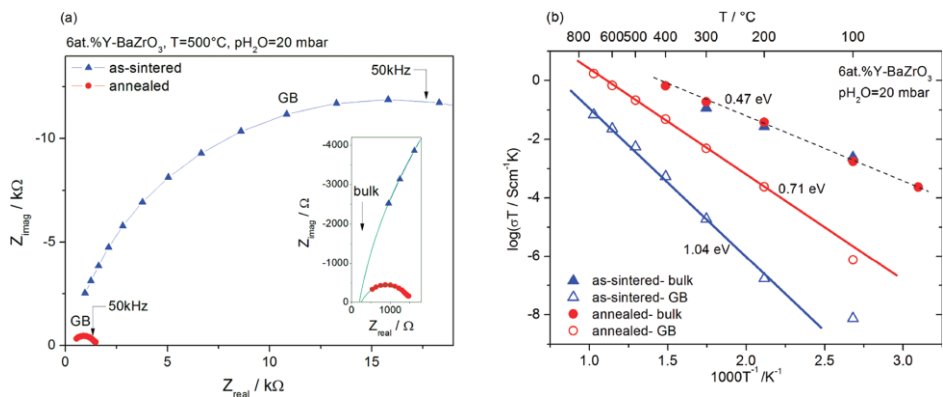 (a)
6at.%Y-BaZrO₃, T=500°C, pH₂O=20 mbar
as-sintered
annealed
50kHz
GB
-10
-5
0
Z_imag / kΩ
GB
50kHz
0
5
10
15
Z_real / kΩ
-4000
-3000
-2000
-1000
0
Z_imag / Ω
bulk
1000
Z_real / Ω
(b)
T / °C
800
600
500
400
300
200
100
6at.%Y-BaZrO₃
pH₂O=20 mbar
0.47 eV
0.71 eV
1.04 eV
0
-2
-4
-6
-8
log(σT / Scm⁻¹K)
as-sintered- bulk
as-sintered- GB
annealed- bulk
annealed- GB
1.0
1.5
2.0
2.5
3.0
1000T⁻¹ /K⁻¹